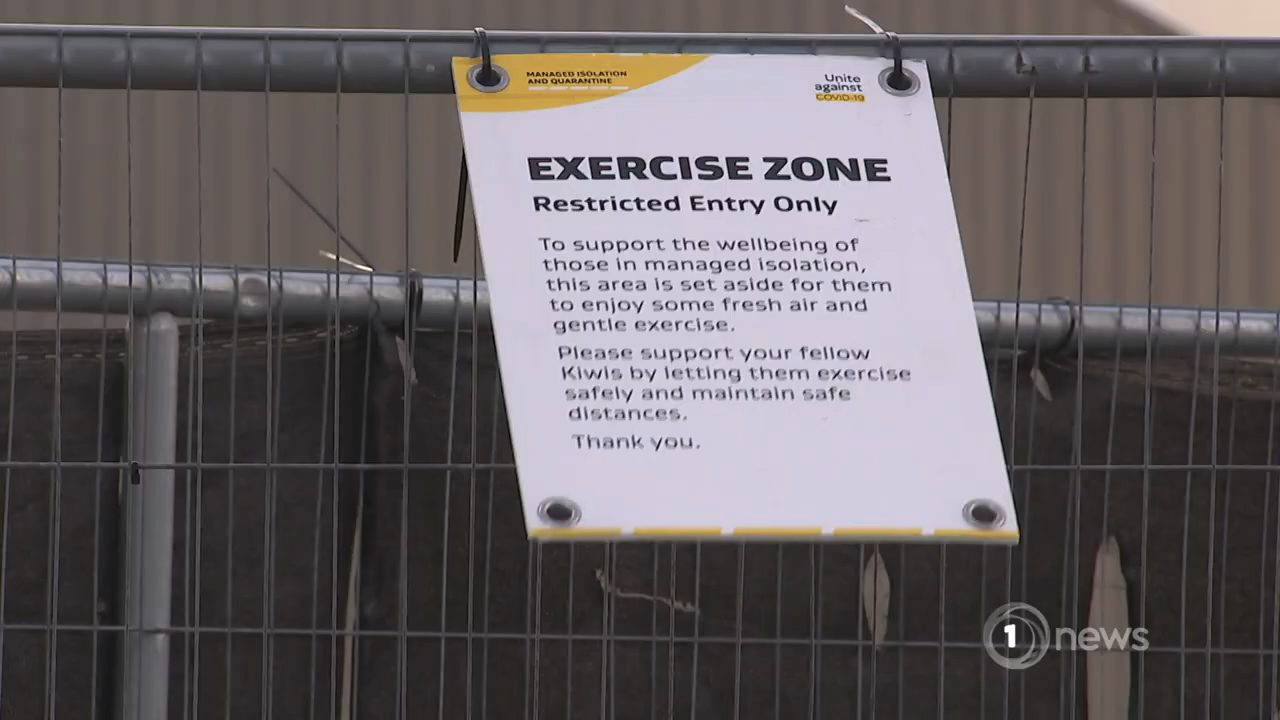 MANAGED ISOLATION
AND QUARANTINE
Unite
against
COVID-19
EXERCISE ZONE
Restricted Entry Only
To support the wellbeing of
those in managed isolation,
this area is set aside for them
to enjoy some fresh air and
gentle exercise.
Please support your fellow
Kiwis by letting them exercise
safely and maintain safe
distances.
Thank you.
1 news